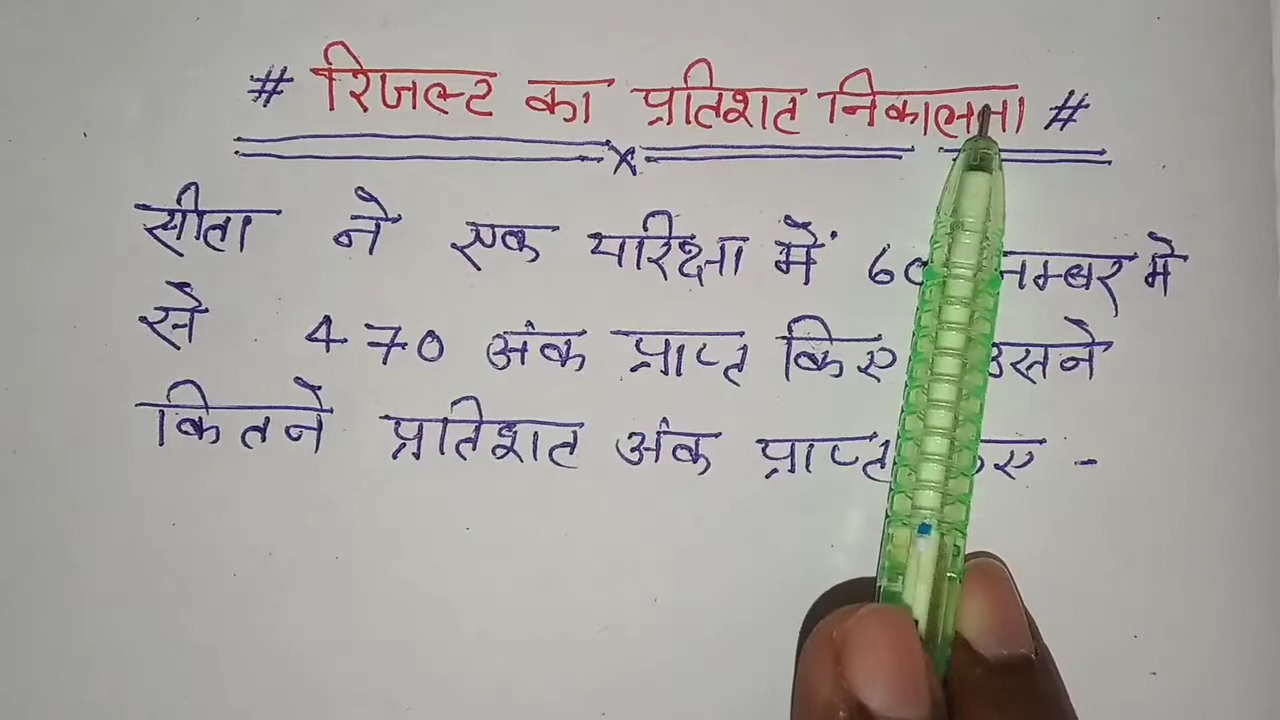 # रिजल्ट का प्रतिशत निकालना #
सीता ने एक परिक्षा में नम्बर मे
से 470 अंक प्राप्त किए उसने
कितने प्रतिशत अंक प्राप्त -